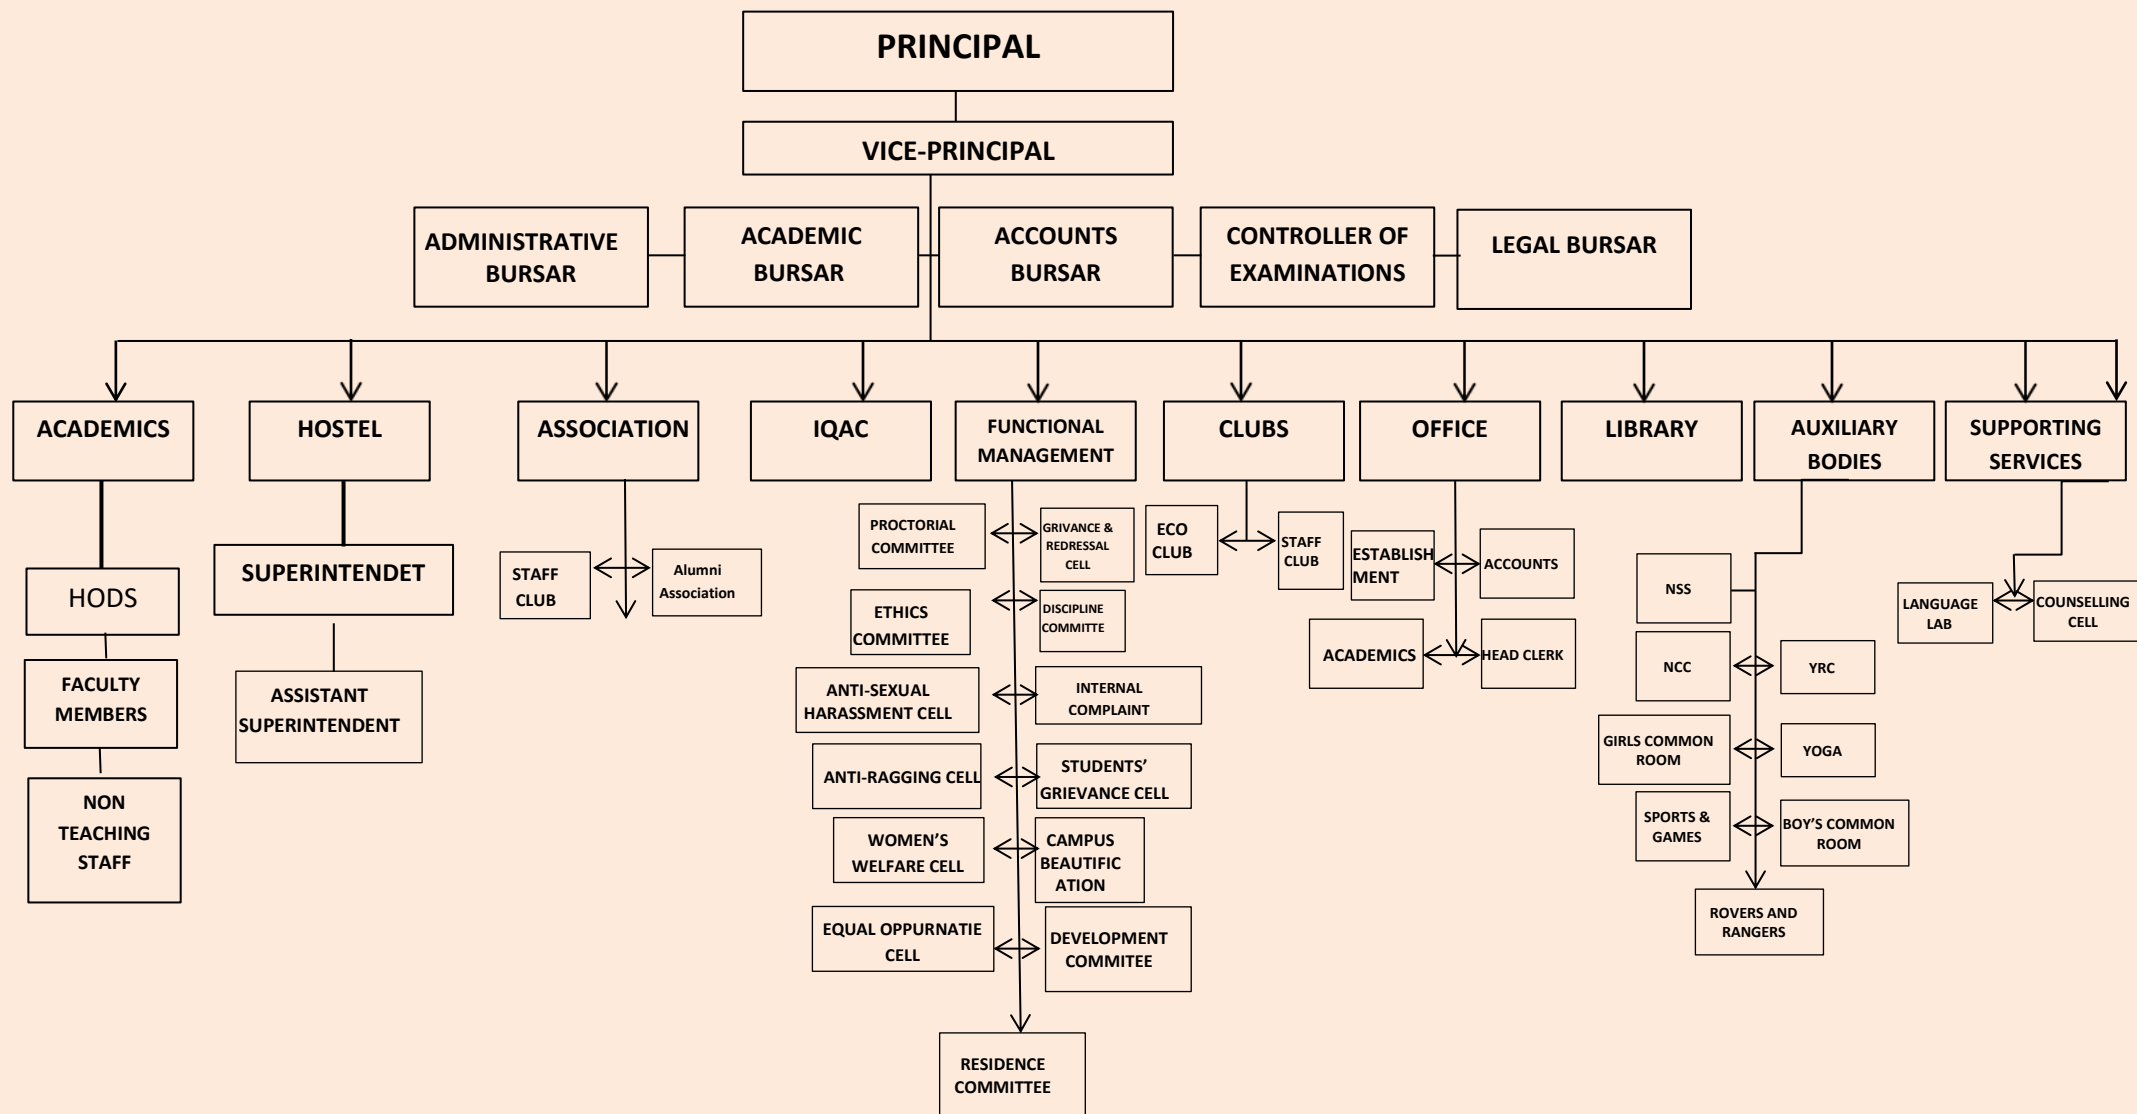 PRINCIPAL
VICE-PRINCIPAL
ADMINISTRATIVE
BURSAR
ACADEMIC
BURSAR
ACCOUNTS
BURSAR
CONTROLLER OF
EXAMINATIONS
LEGAL BURSAR
ACADEMICS
HOSTEL
ASSOCIATION
IQAC
FUNCTIONAL
MANAGEMENT
CLUBS
OFFICE
LIBRARY
AUXILIARY
BODIES
SUPPORTING
SERVICES
HODS
FACULTY
MEMBERS
NON
TEACHING
STAFF
SUPERINTENDET
ASSISTANT
SUPERINTENDENT
STAFF
CLUB
Alumni
Association
PROCTORIAL
COMMITTEE
GRIVANCE &
REDRESSAL
CELL
ETHICS
COMMITTEE
DISCIPLINE
COMMITTE
ANTI-SEXUAL
HARASSMENT CELL
INTERNAL
COMPLAINT
ANTI-RAGGING CELL
STUDENTS’
GRIEVANCE CELL
WOMEN’S
WELFARE CELL
CAMPUS
BEAUTIFIC
ATION
EQUAL OPPURNATIE
CELL
DEVELOPMENT
COMMITEE
RESIDENCE
COMMITTEE
ECO
CLUB
STAFF
CLUB
ESTABLISH
MENT
ACCOUNTS
ACADEMICS
HEAD CLERK
NSS
NCC
YRC
GIRLS COMMON
ROOM
YOGA
SPORTS &
GAMES
BOY’S COMMON
ROOM
ROVERS AND
RANGERS
LANGUAGE
LAB
COUNSELLING
CELL